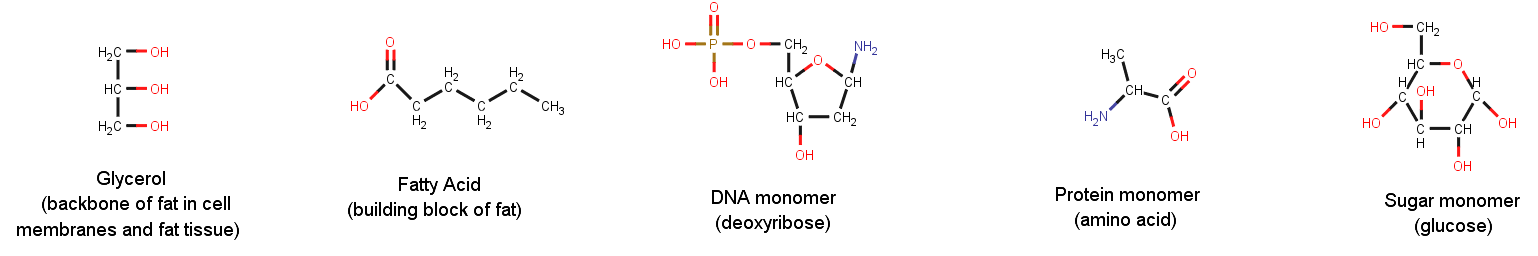 H2C OH
HC OH
H2C OH
Glycerol
(backbone of fat in cell
membranes and fat tissue)
O
C
HO
C
H2
H2
C
C
H2
H2
C
CH3
Fatty Acid
(building block of fat)
O
HO P O CH2
OH
NH2
O
HC CH
HC CH2
OH
DNA monomer
(deoxyribose)
H3C
CH
O
C
H2N
OH
Protein monomer
(amino acid)
HO CH2
HC O
H
C OH
H
C
HO OH
C CH
H
OH
Sugar monomer
(glucose)